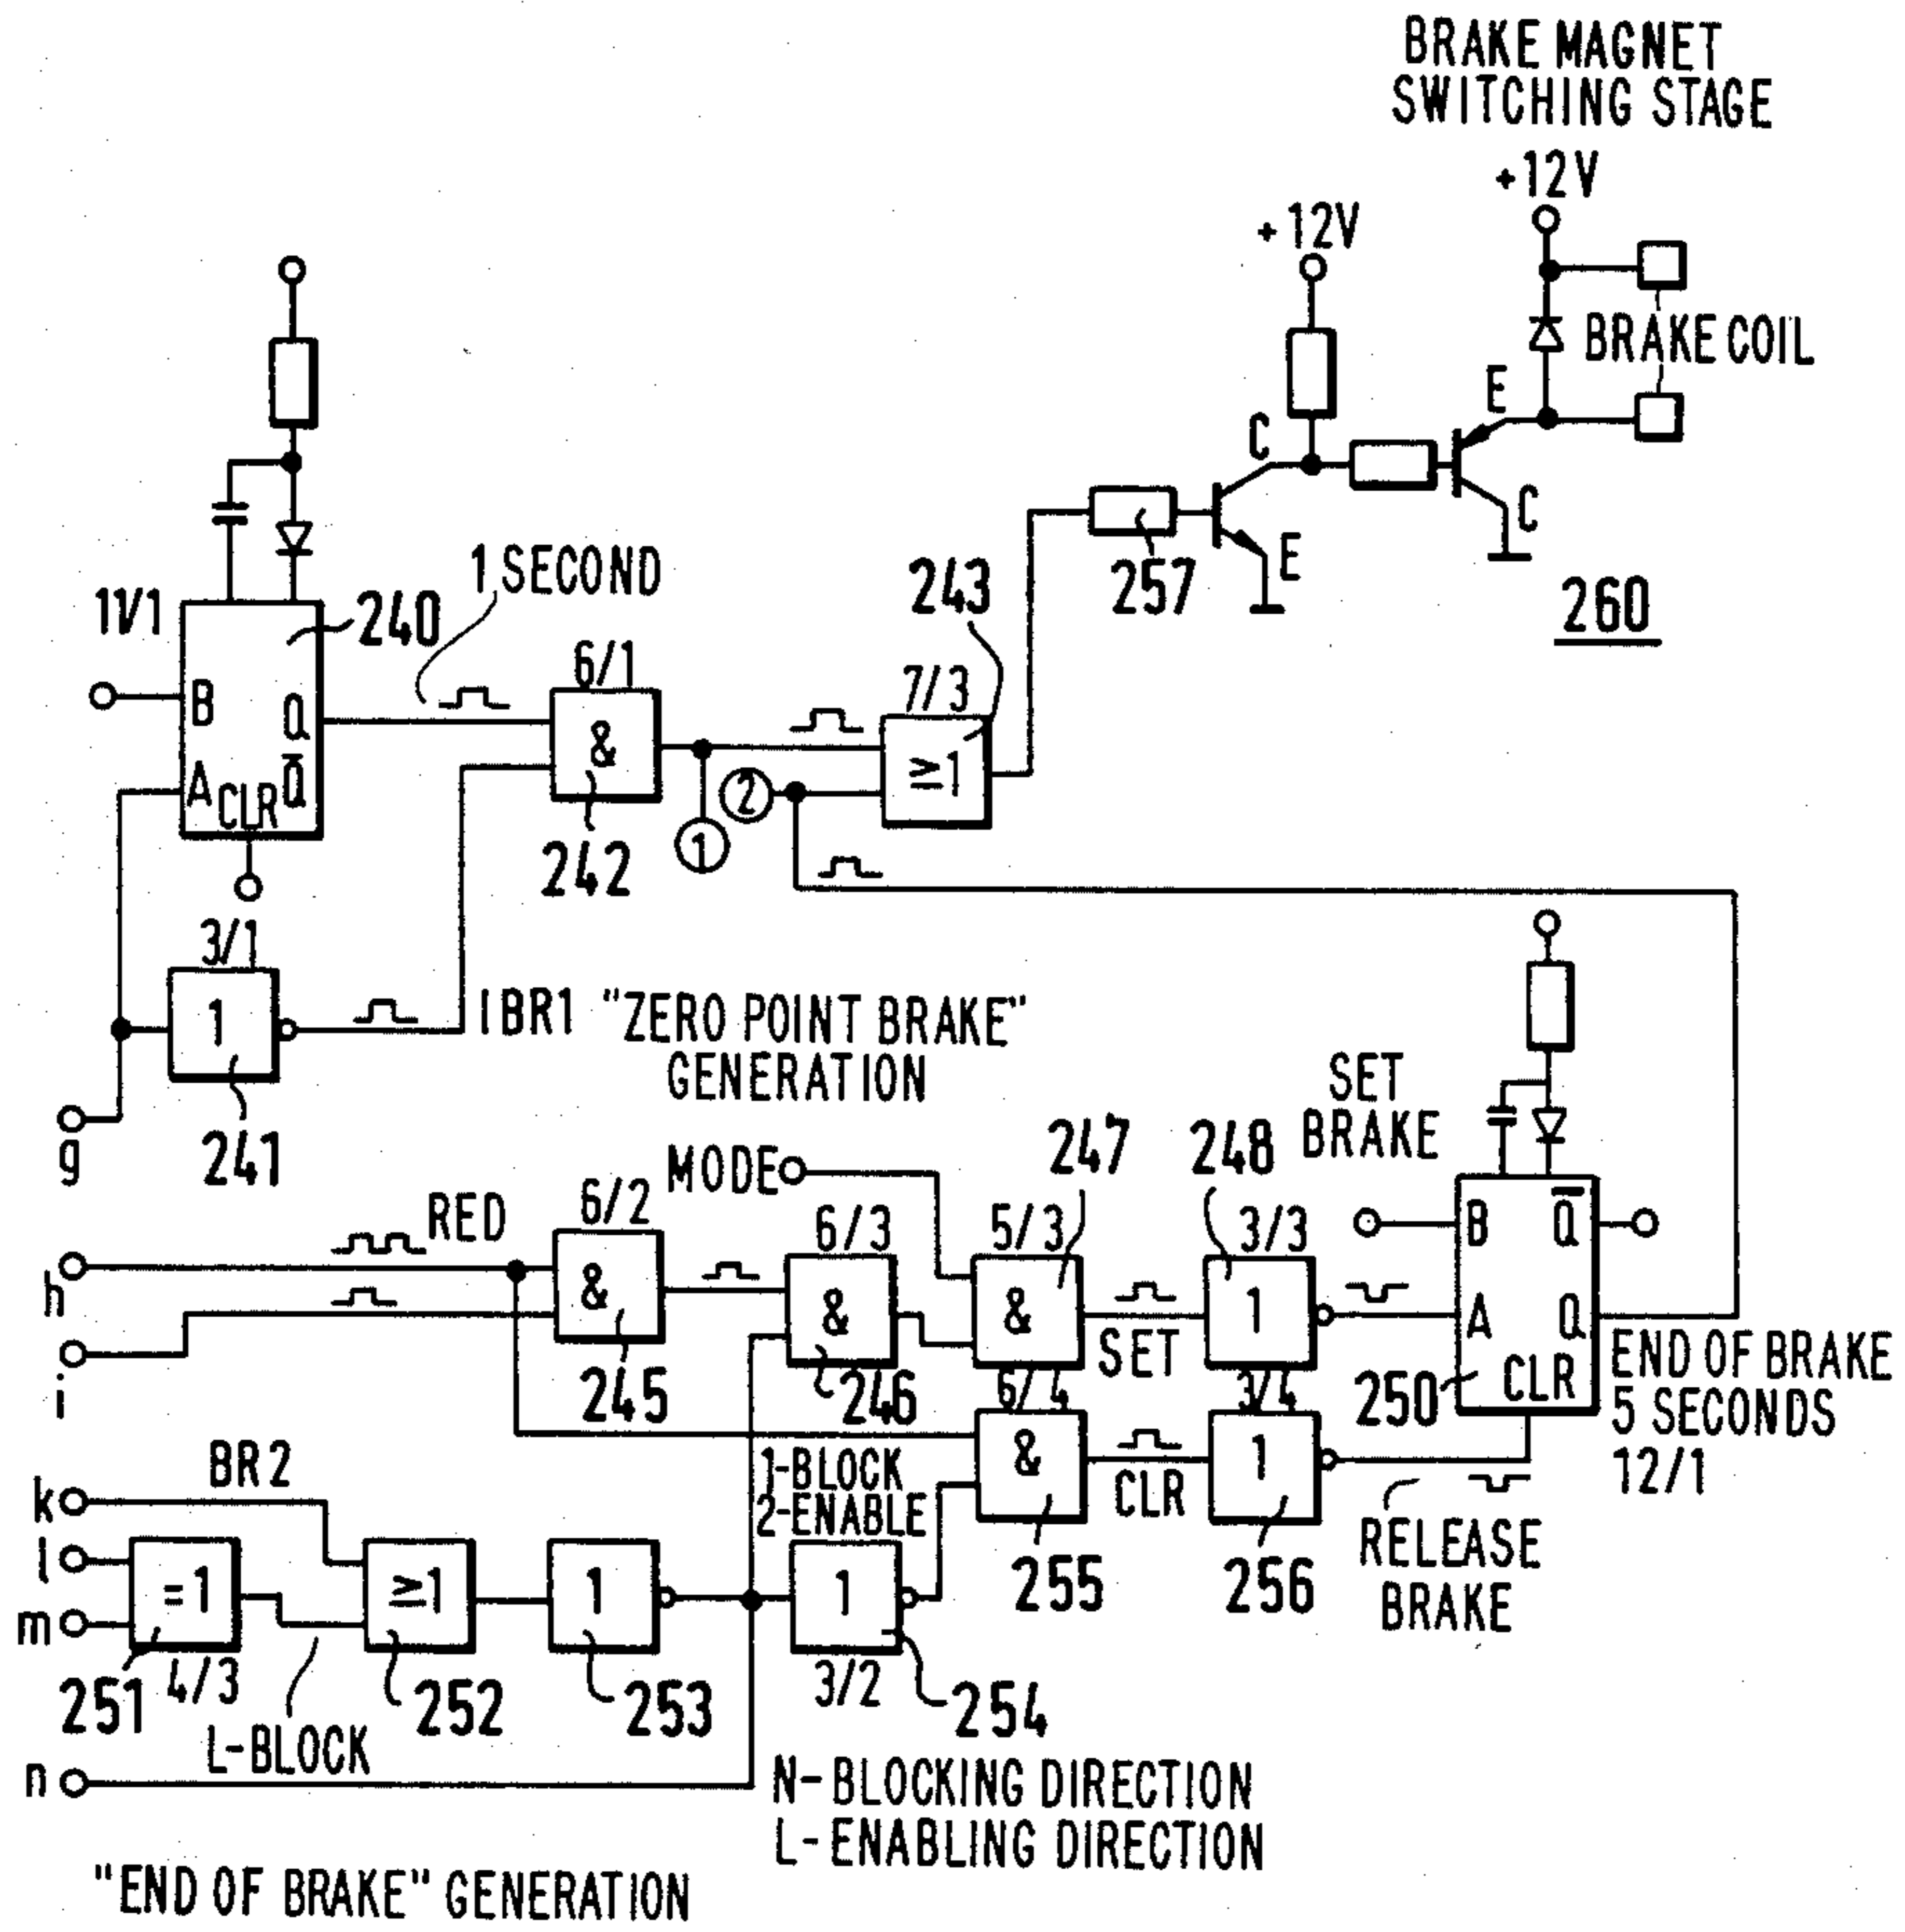 BRAKE MAGNET
SWITCHING STAGE
+12V
+12V
BRAKE COIL
E
C
C
E
257
260
243
1 SECOND
11/1
240
B
Q
A
CLR
Q̅
6/1
&
242
7/3
≥1
1
2
3/1
1
241
g
IBR1 "ZERO POINT BRAKE"
GENERATION
SET
BRAKE
MODE
247
248
RED
6/2
&
245
6/3
&
246
5/3
&
SET
3/3
1
B
Q̅
A
Q
CLR
250
END OF BRAKE
5 SECONDS
12/1
h
i
6/4
&
255
CLR
3/4
1
256
RELEASE
BRAKE
1-BLOCK
2-ENABLE
BR2
k
l
m
=1
251
4/3
L-BLOCK
≥1
252
1
253
1
3/2
254
n
N-BLOCKING DIRECTION
L-ENABLING DIRECTION
"END OF BRAKE" GENERATION